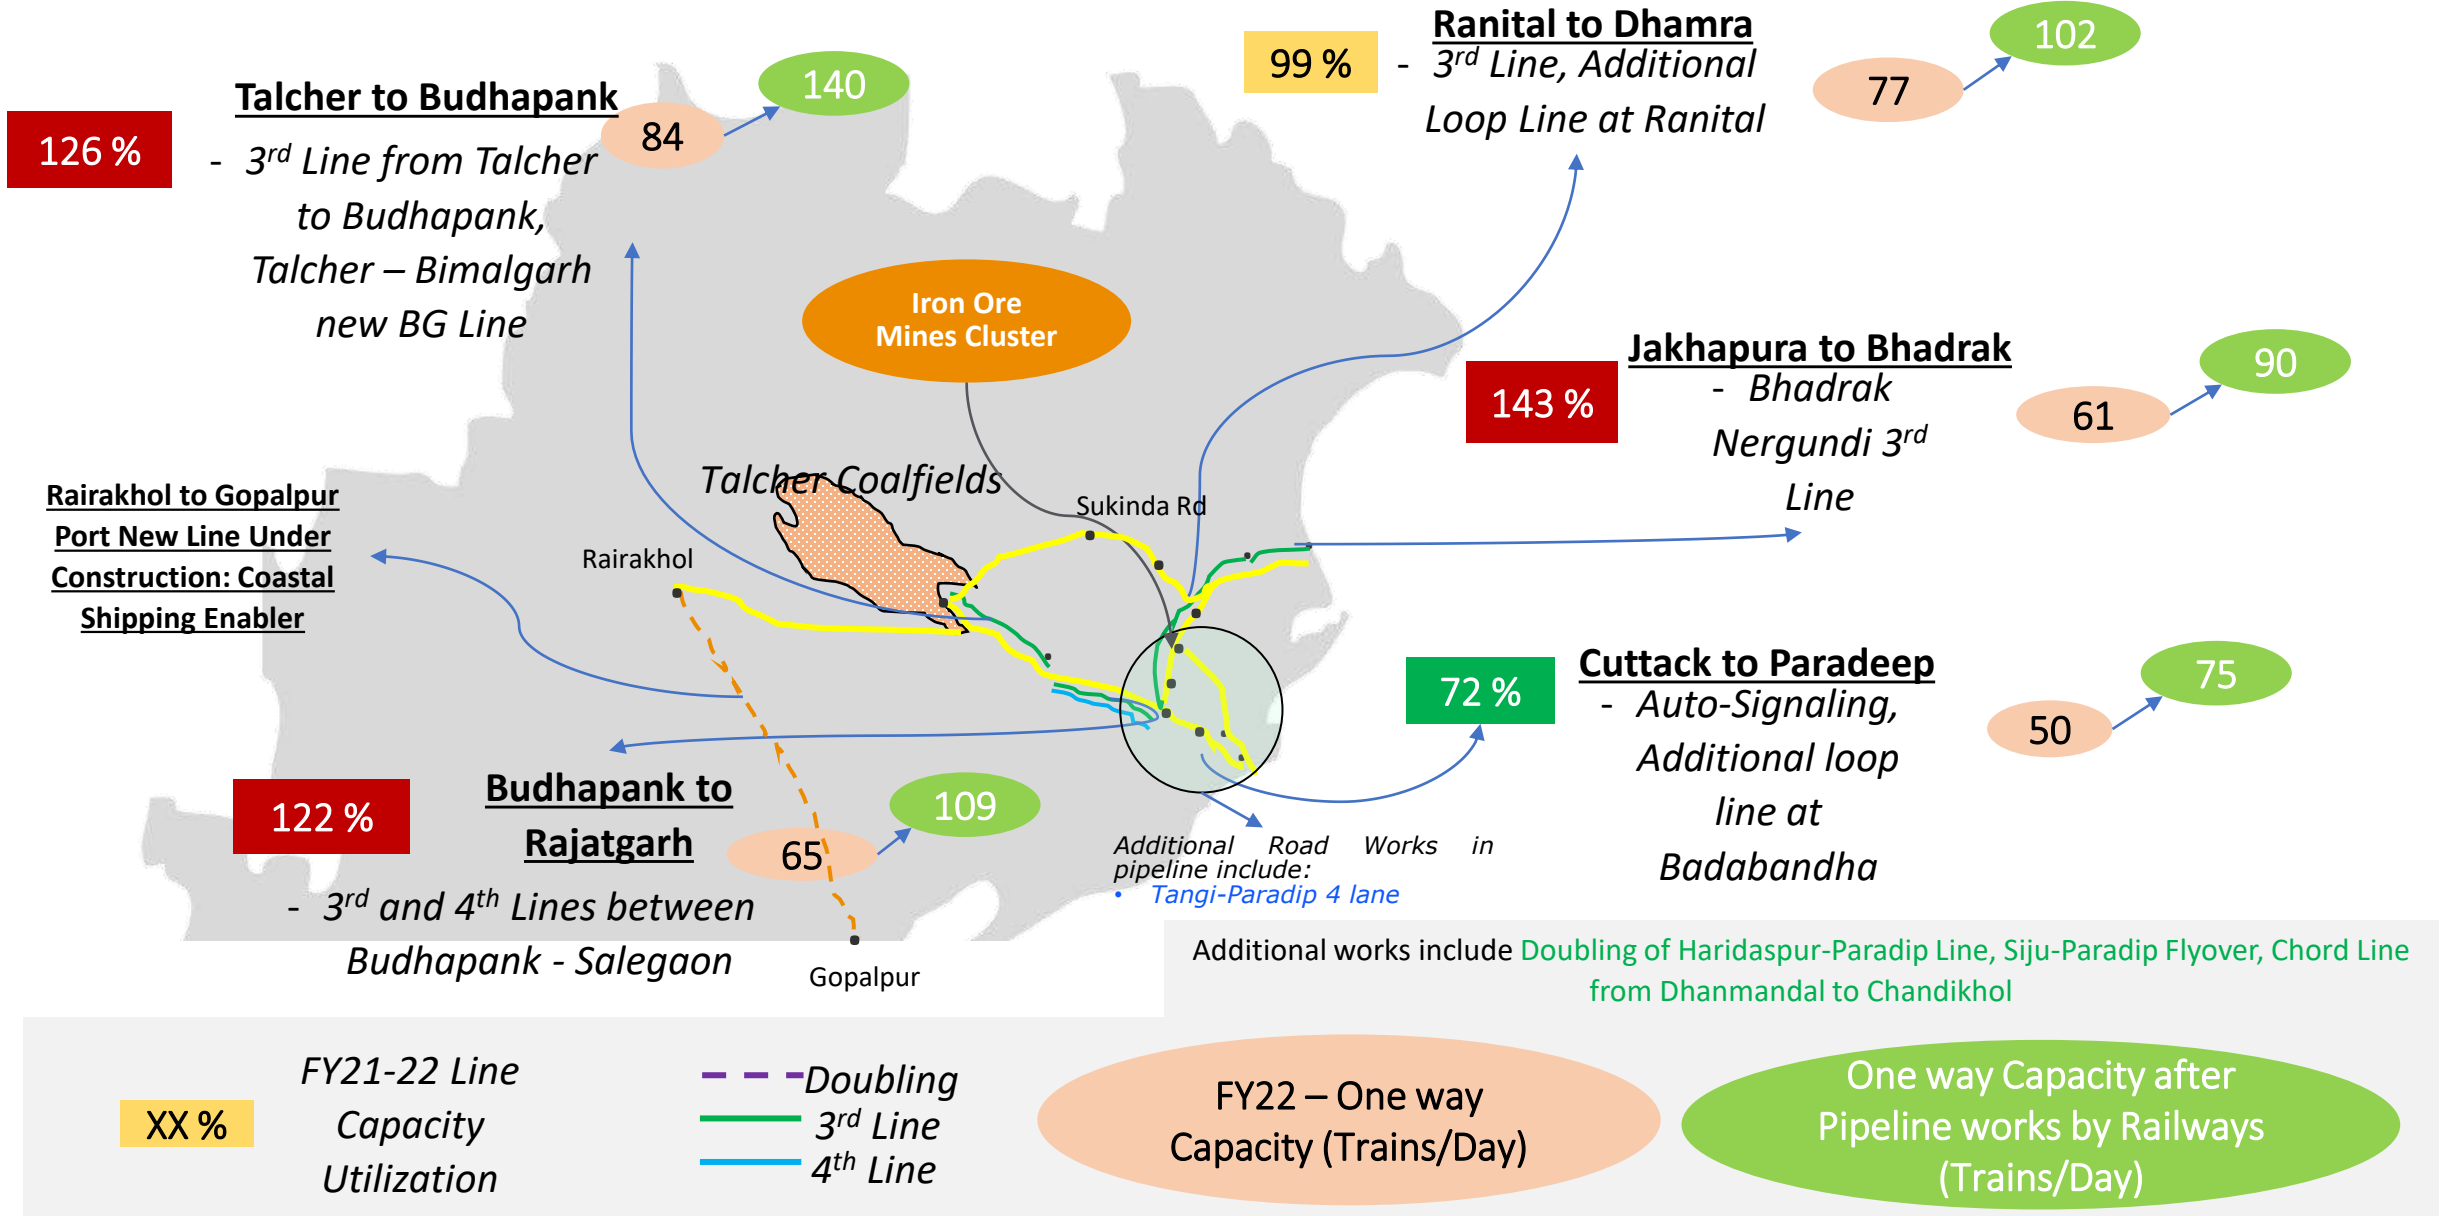 Talcher to Budhapank
126 %
- 3rd Line from Talcher
to Budhapank,
Talcher – Bimalgarh
new BG Line
84
140
99 %
Ranital to Dhamra
- 3rd Line, Additional
Loop Line at Ranital
77
102
Iron Ore
Mines Cluster
143 %
Jakhapura to Bhadrak
- Bhadrak
Nergundi 3rd
Line
61
90
Talcher Coalfields
Sukinda Rd
Rairakhol
Rairakhol to Gopalpur
Port New Line Under
Construction: Coastal
Shipping Enabler
72 %
Cuttack to Paradeep
- Auto-Signaling,
Additional loop
line at
Badabandha
50
75
122 %
Budhapank to
Rajatgarh
- 3rd and 4th Lines between
Budhapank - Salegaon
65
109
Gopalpur
Additional Road Works in
pipeline include:
• Tangi-Paradip 4 lane
Additional works include Doubling of Haridaspur-Paradip Line, Siju-Paradip Flyover, Chord Line
from Dhanmandal to Chandikhol
XX %
FY21-22 Line
Capacity
Utilization
Doubling
3rd Line
4th Line
FY22 – One way
Capacity (Trains/Day)
One way Capacity after
Pipeline works by Railways
(Trains/Day)